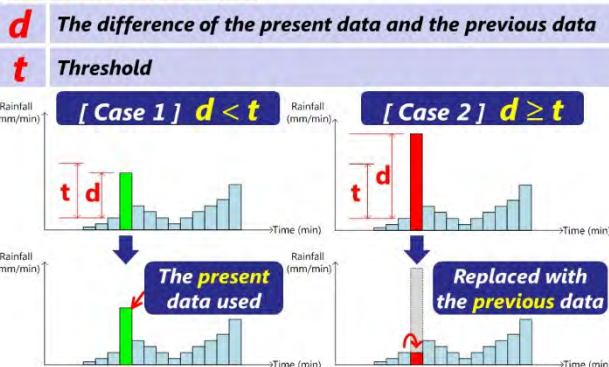 d The difference of the present data and the previous data
t Threshold
[ Case 1 ] d < t
[ Case 2 ] d ≥ t
Rainfall
(mm/min)
t d
Time (min)
Rainfall
(mm/min)
t d
Time (min)
Rainfall
(mm/min)
The present
data used
Time (min)
Rainfall
(mm/min)
Replaced with
the previous data
Time (min)